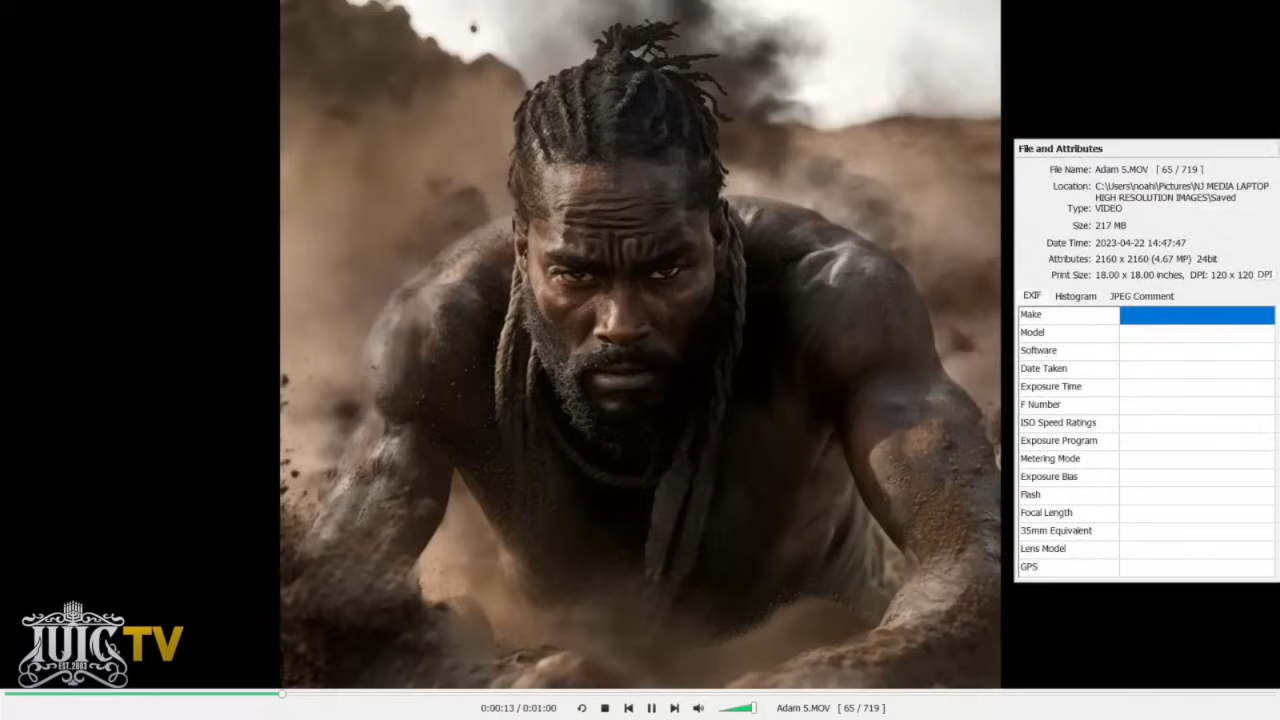 File and Attributes
File Name: Adam 5.MOV [ 65 / 719 ]
Location: C:\Users\noahi\Pictures\NJ MEDIA LAPTOP
HIGH RESOLUTION IMAGES\Saved
Type: VIDEO
Size: 217 MB
Date Time: 2023-04-22 14:47:47
Attributes: 2160 x 2160 (4.67 MP) 24bit
Print Size: 18.00 x 18.00 inches, DPI: 120 x 120 DPI
EXIF Histogram JPEG Comment
Make
Model
Software
Date Taken
Exposure Time
F Number
ISO Speed Ratings
Exposure Program
Metering Mode
Exposure Bias
Flash
Focal Length
35mm Equivalent
Lens Model
GPS
IUIC TV
EST.2003
0:00:13 / 0:01:00 Adam 5.MOV [ 65 / 719 ]